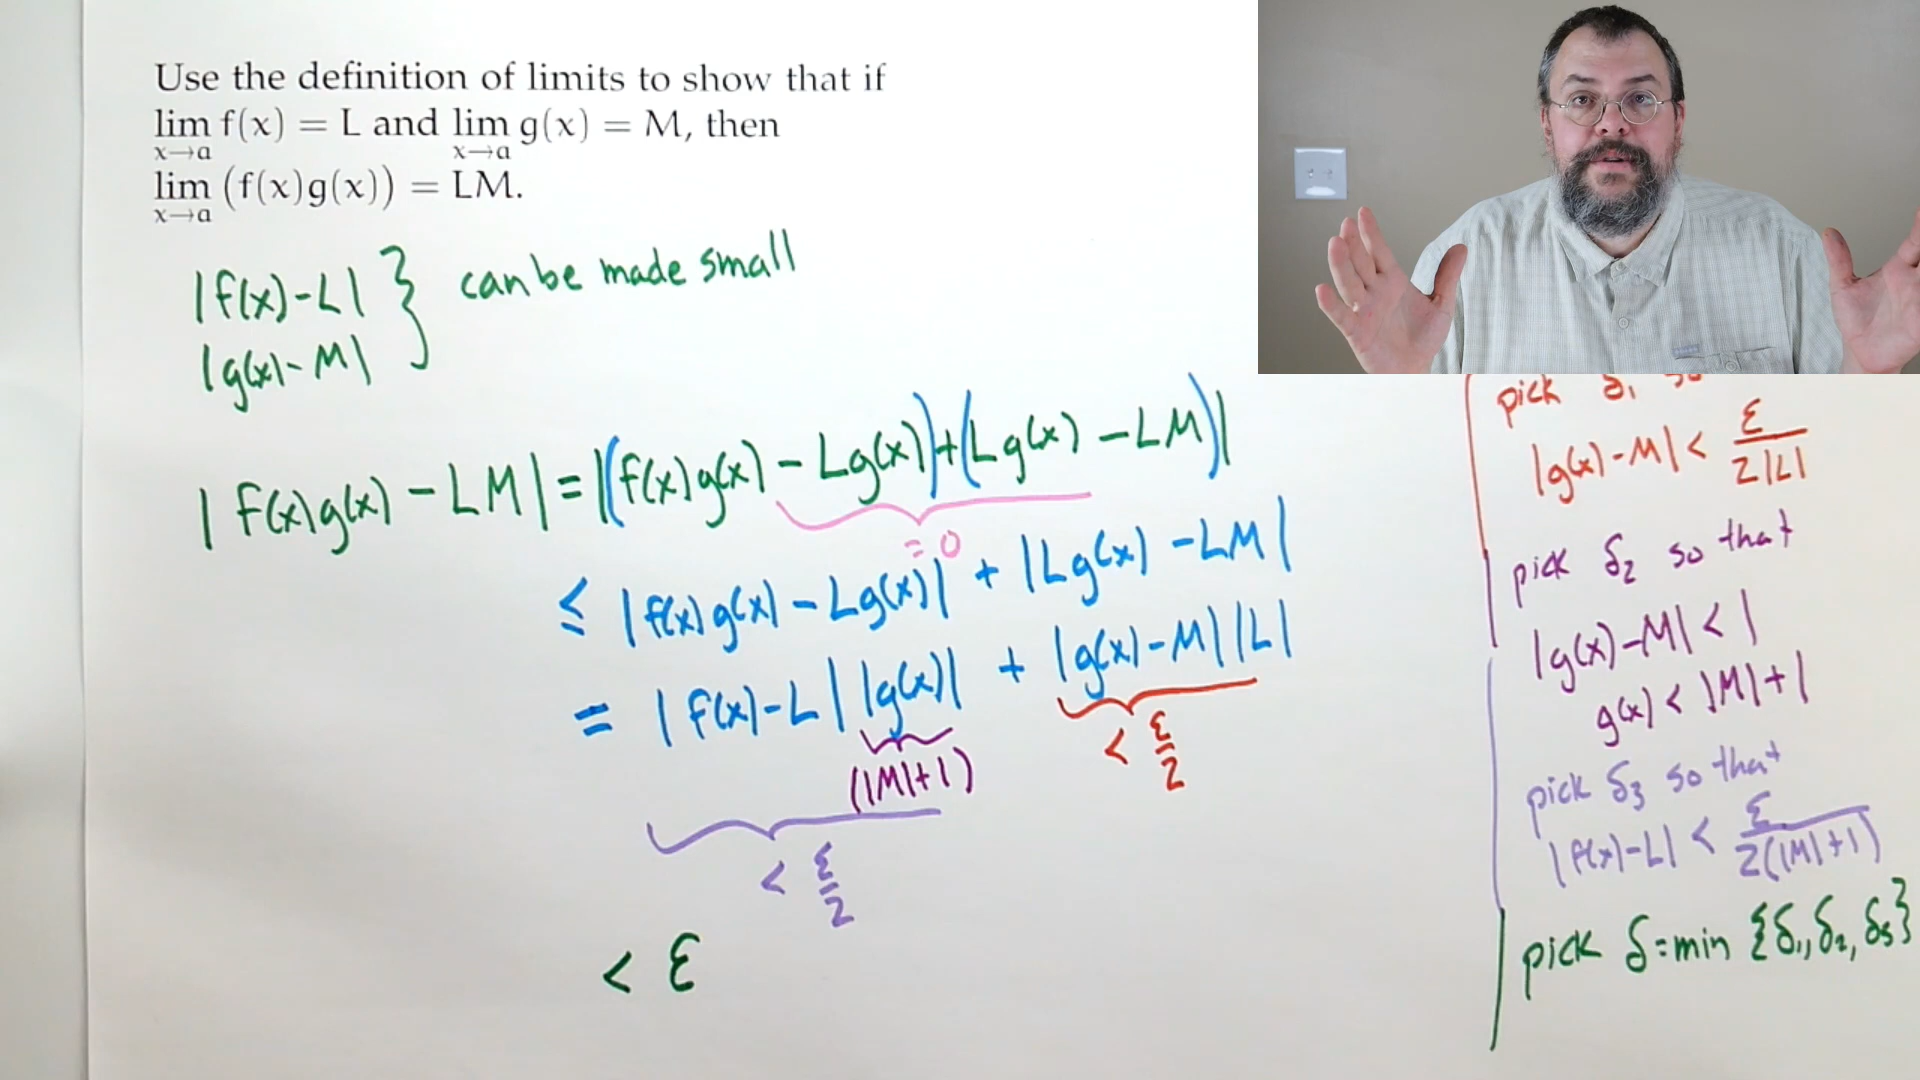 Use the definition of limits to show that if
lim x→a f(x) = L and lim x→a g(x) = M, then
lim x→a (f(x)g(x)) = LM.
|f(x)-L| } can be made small
|g(x)-M|
|f(x)g(x) - LM| = |(f(x)g(x) - Lg(x)) + (Lg(x) - LM)|
= 0
≤ |f(x)g(x) - Lg(x)| + |Lg(x) - LM|
= |f(x)-L| |g(x)| + |g(x)-M| |L|
(|M|+1)
< ε/2
< ε/2
< ε
pick δ₁ so
|g(x)-M| < ε/2|L|
pick δ₂ so that
|g(x)-M| < 1
g(x) < |M|+1
pick δ₃ so that
|f(x)-L| < ε/2(|M|+1)
pick δ = min {δ₁, δ₂, δ₃}